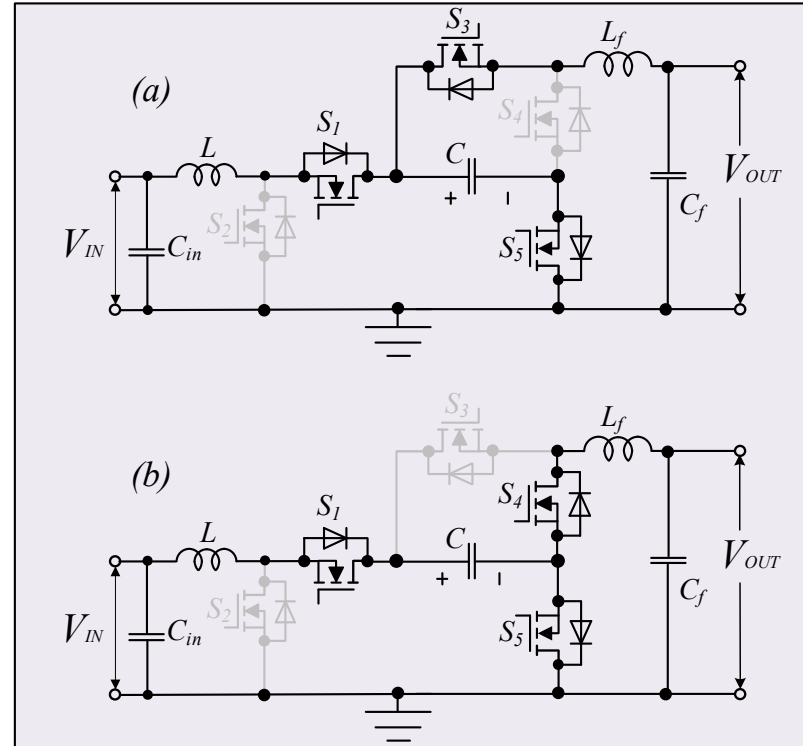 (a)
S3
Lf
S4
S1
L
C
VOUT
+ −
S2
S5
Cf
VIN
Cin
S3
Lf
(b)
S4
S1
L
C
VOUT
+ −
S2
S5
Cf
VIN
Cin